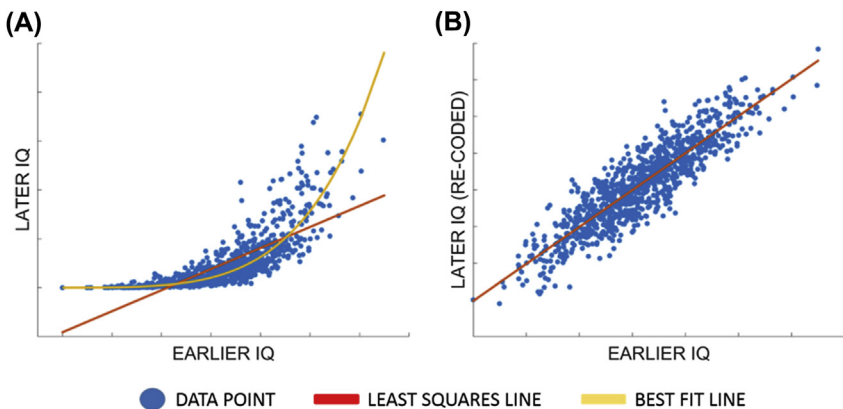 (A)
(B)
LATER IQ
EARLIER IQ
LATER IQ (RE-CODED)
EARLIER IQ
DATA POINT
LEAST SQUARES LINE
BEST FIT LINE